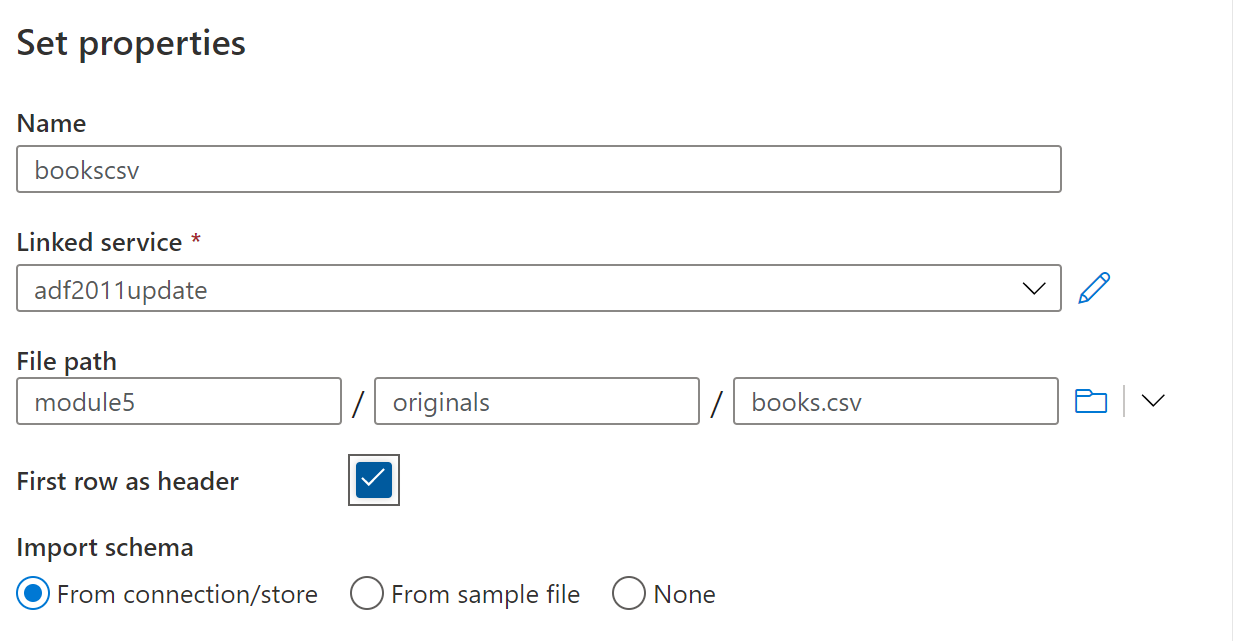 Set properties
Name
bookscsv
Linked service *
adf2011update
File path
module5 / originals / books.csv
First row as header
Import schema
From connection/store From sample file None